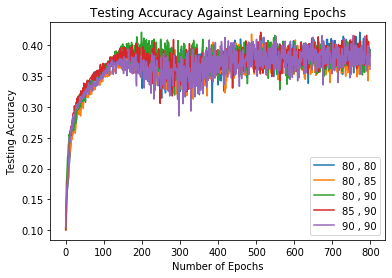 Testing Accuracy Against Learning Epochs
Testing Accuracy
0.40
0.35
0.30
0.25
0.20
0.15
0.10
0 100 200 300 400 500 600 700 800
Number of Epochs
80 , 80
80 , 85
80 , 90
85 , 90
90 , 90